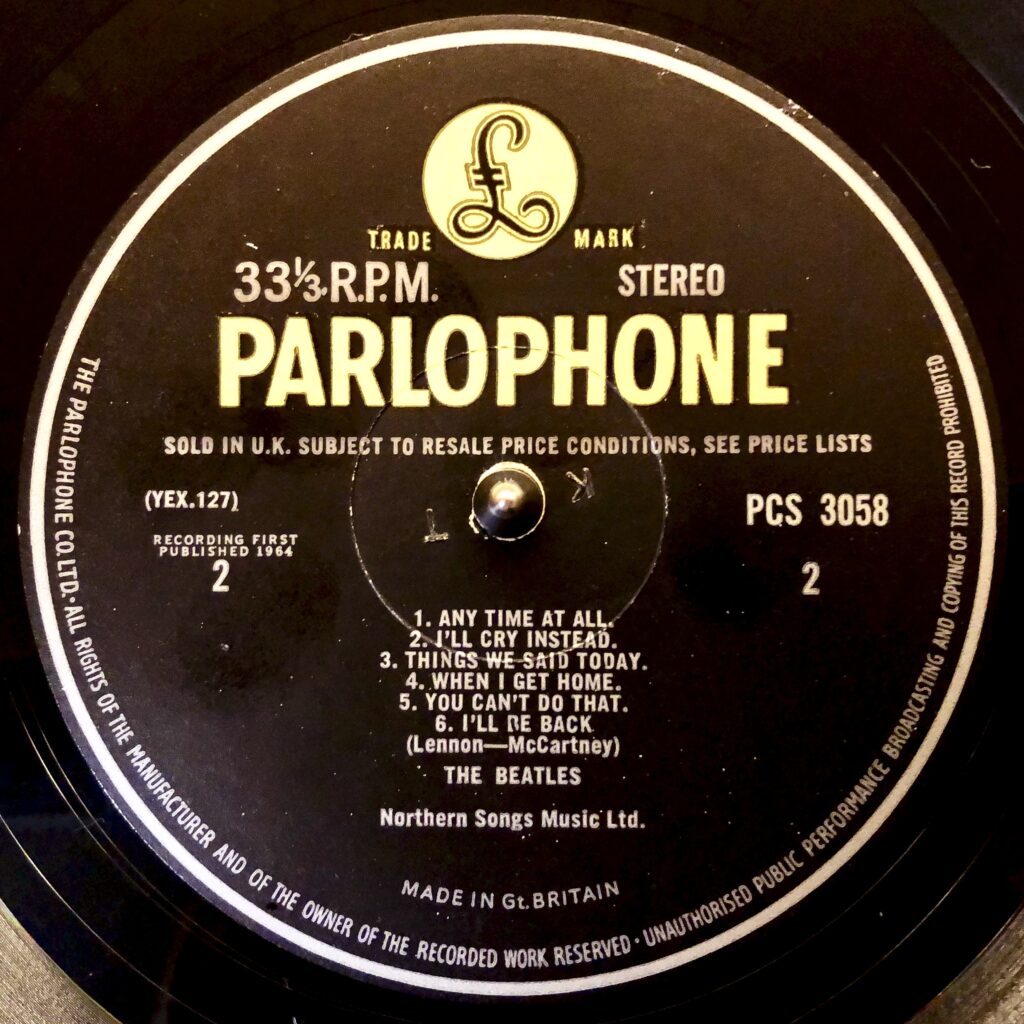 £
TRADE MARK
33⅓ R.P.M. STEREO
PARLOPHONE
SOLD IN U.K. SUBJECT TO RESALE PRICE CONDITIONS, SEE PRICE LISTS
K
T
(YEX.127) PCS 3058
RECORDING FIRST
PUBLISHED 1964
2 2
1. ANY TIME AT ALL.
2. I'LL CRY INSTEAD.
3. THINGS WE SAID TODAY.
4. WHEN I GET HOME.
5. YOU CAN'T DO THAT.
6. I'LL BE BACK
(Lennon—McCartney)
THE BEATLES
Northern Songs Music Ltd.
MADE IN Gt. BRITAIN
THE PARLOPHONE CO. LTD. · ALL RIGHTS OF THE MANUFACTURER AND OF THE OWNER OF THE RECORDED WORK RESERVED · UNAUTHORISED PUBLIC PERFORMANCE BROADCASTING AND COPYING OF THIS RECORD PROHIBITED